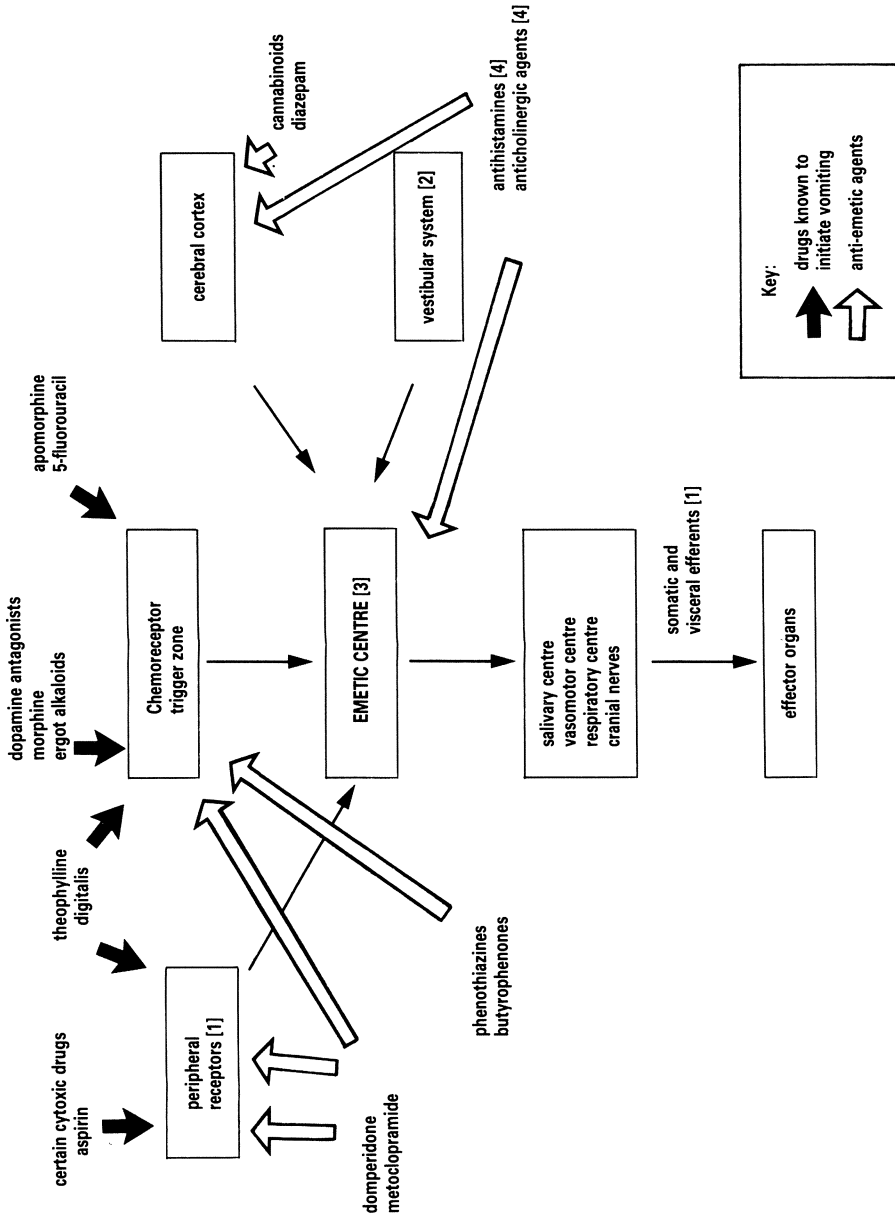 certain cytoxic drugs
aspirin
theophylline
digitalis
dopamine antagonists
morphine
ergot alkaloids
apomorphine
5-fluorouracil
peripheral
receptors [1]
Chemoreceptor
trigger zone
cerebral cortex
cannabinoids
diazepam
domperidone
metoclopramide
phenothiazines
butyrophenones
EMETIC CENTRE [3]
vestibular system [2]
antihistamines [4]
anticholinergic agents [4]
salivary centre
vasomotor centre
respiratory centre
cranial nerves
somatic and
visceral efferents [1]
effector organs
Key:
drugs known to
initiate vomiting
anti-emetic agents